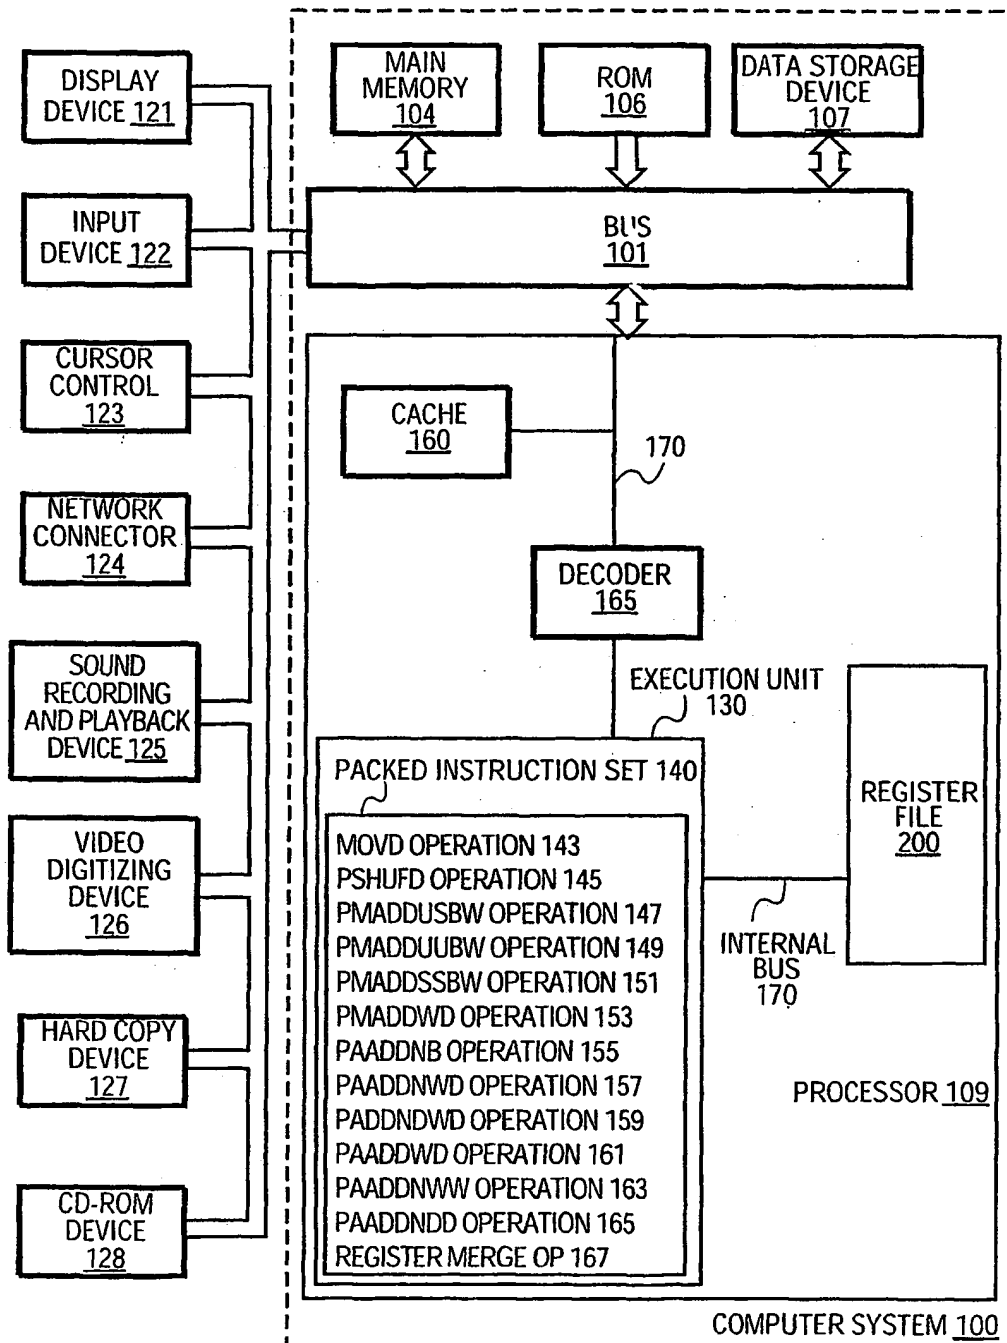 DISPLAY
DEVICE 121
INPUT
DEVICE 122
CURSOR
CONTROL
123
NETWORK
CONNECTOR
124
SOUND
RECORDING
AND PLAYBACK
DEVICE 125
VIDEO
DIGITIZING
DEVICE
126
HARD COPY
DEVICE
127
CD-ROM
DEVICE
128
MAIN
MEMORY
104
ROM
106
DATA STORAGE
DEVICE
107
BUS
101
CACHE
160
170
DECODER
165
EXECUTION UNIT
130
PACKED INSTRUCTION SET 140
MOVD OPERATION 143
PSHUFD OPERATION 145
PMADDUSBW OPERATION 147
PMADDUUBW OPERATION 149
PMADDSSBW OPERATION 151
PMADDWD OPERATION 153
PAADDNB OPERATION 155
PAADDNWD OPERATION 157
PADDNDWD OPERATION 159
PAADDWD OPERATION 161
PAADDNWW OPERATION 163
PAADDNDD OPERATION 165
REGISTER MERGE OP 167
REGISTER
FILE
200
INTERNAL
BUS
170
PROCESSOR 109
COMPUTER SYSTEM 100